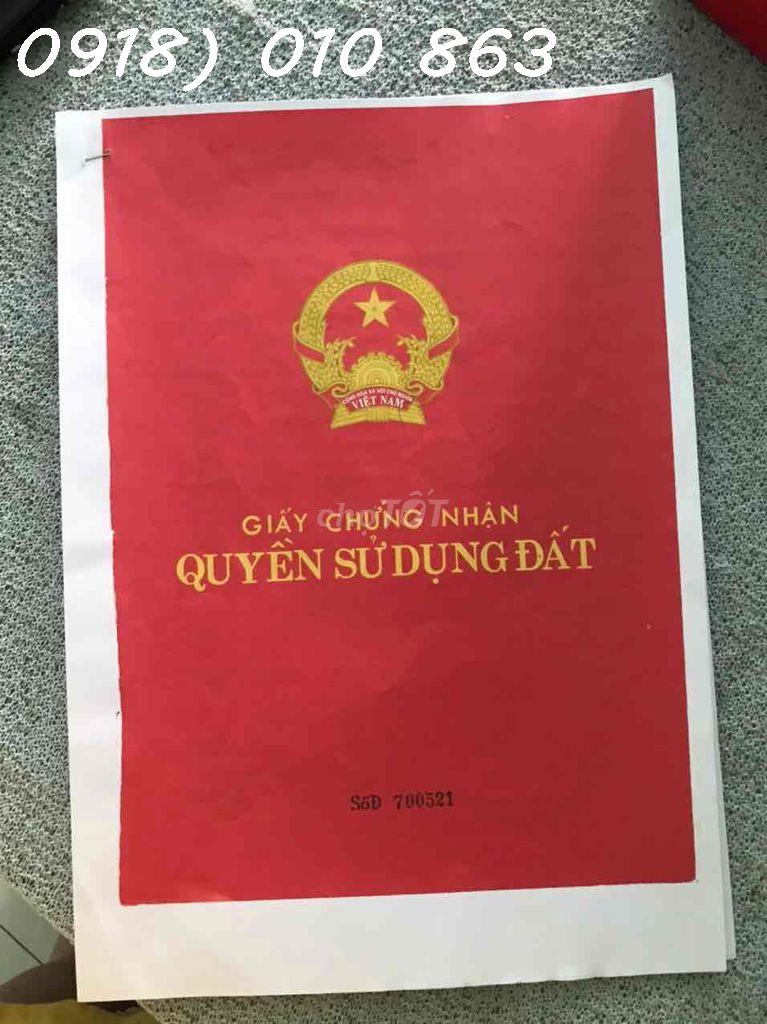 0918) 010 863
CỘNG HÒA XÃ HỘI CHỦ NGHĨA
VIỆT NAM
GIẤY CHỨNG NHẬN
chợTỐT
QUYỀN SỬ DỤNG ĐẤT
SốĐ 700521